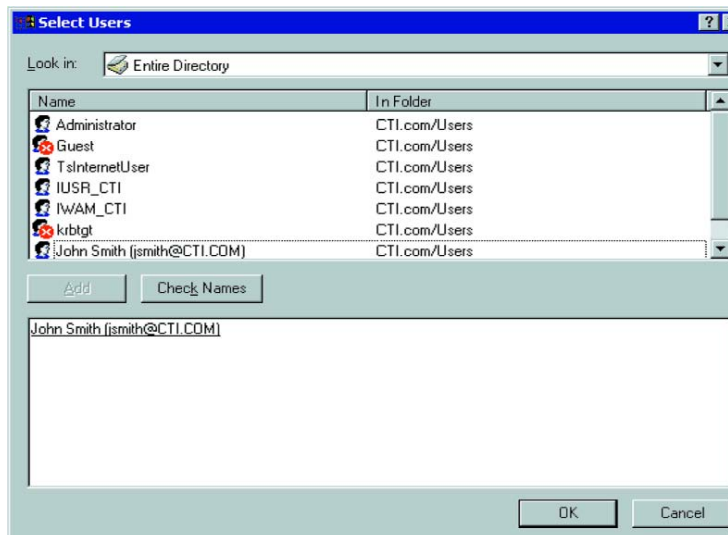 Select Users
?
Look in: Entire Directory
Name In Folder
Administrator CTI.com/Users
Guest CTI.com/Users
TsInternetUser CTI.com/Users
IUSR_CTI CTI.com/Users
IWAM_CTI CTI.com/Users
krbtgt CTI.com/Users
John Smith (jsmith@CTI.COM) CTI.com/Users
Add Check Names
John Smith (jsmith@CTI.COM)
OK Cancel